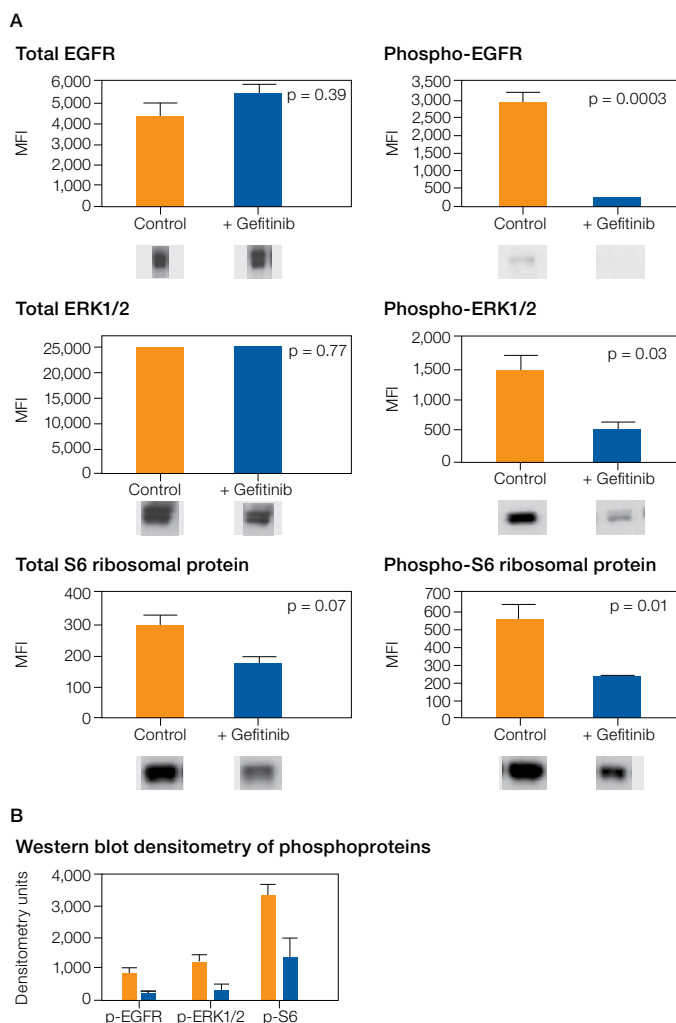 A
Total EGFR
6,000
5,000
4,000
3,000
2,000
1,000
0
MFI
p = 0.39
Control
+ Gefitinib
Phospho-EGFR
3,500
3,000
2,500
2,000
1,500
1,000
500
0
MFI
p = 0.0003
Control
+ Gefitinib
Total ERK1/2
25,000
20,000
15,000
10,000
5,000
0
MFI
p = 0.77
Control
+ Gefitinib
Phospho-ERK1/2
2,000
1,500
1,000
500
0
MFI
p = 0.03
Control
+ Gefitinib
Total S6 ribosomal protein
400
300
200
100
0
MFI
p = 0.07
Control
+ Gefitinib
Phospho-S6 ribosomal protein
700
600
500
400
300
200
100
0
MFI
p = 0.01
Control
+ Gefitinib
B
Western blot densitometry of phosphoproteins
4,000
3,000
2,000
1,000
0
Densitometry units
p-EGFR
p-ERK1/2
p-S6